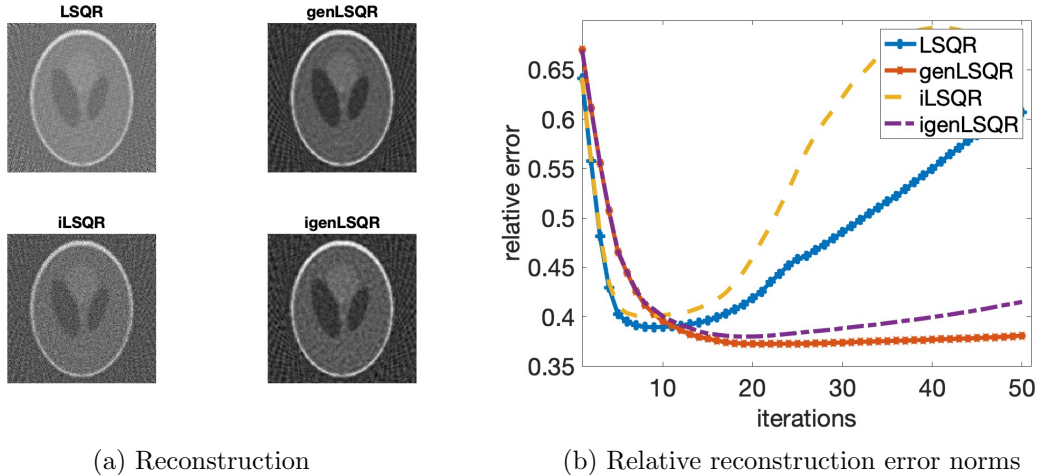 LSQR
genLSQR
iLSQR
igenLSQR
(a) Reconstruction
relative error
0.65
0.6
0.55
0.5
0.45
0.4
0.35
10
20
30
40
50
iterations
LSQR
genLSQR
iLSQR
igenLSQR
(b) Relative reconstruction error norms